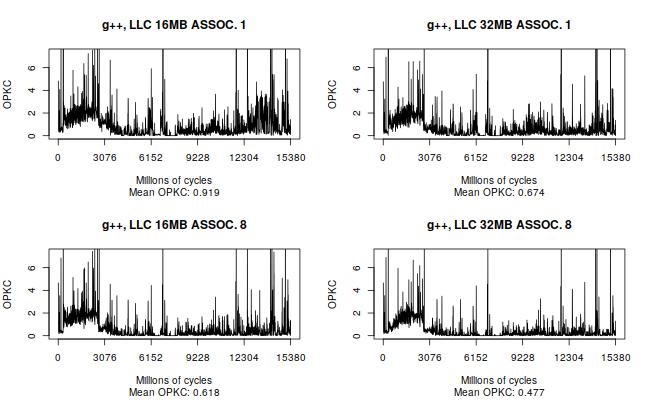 g++, LLC 16MB ASSOC. 1
OPKC
6
4
2
0
0 3076 6152 9228 12304 15380
Millions of cycles
Mean OPKC: 0.919
g++, LLC 32MB ASSOC. 1
OPKC
6
4
2
0
0 3076 6152 9228 12304 15380
Millions of cycles
Mean OPKC: 0.674
g++, LLC 16MB ASSOC. 8
OPKC
6
4
2
0
0 3076 6152 9228 12304 15380
Millions of cycles
Mean OPKC: 0.618
g++, LLC 32MB ASSOC. 8
OPKC
6
4
2
0
0 3076 6152 9228 12304 15380
Millions of cycles
Mean OPKC: 0.477